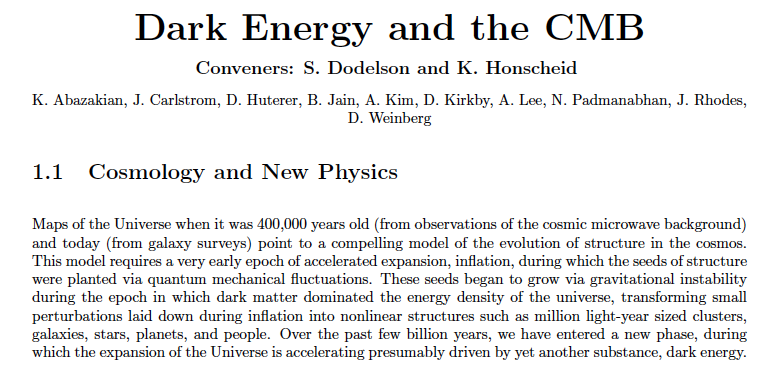 Dark Energy and the CMB
Conveners: S. Dodelson and K. Honscheid
K. Abazakian, J. Carlstrom, D. Huterer, B. Jain, A. Kim, D. Kirkby, A. Lee, N. Padmanabhan, J. Rhodes,
D. Weinberg
1.1 Cosmology and New Physics
Maps of the Universe when it was 400,000 years old (from observations of the cosmic microwave background)
and today (from galaxy surveys) point to a compelling model of the evolution of structure in the cosmos.
This model requires a very early epoch of accelerated expansion, inflation, during which the seeds of structure
were planted via quantum mechanical fluctuations. These seeds began to grow via gravitational instability
during the epoch in which dark matter dominated the energy density of the universe, transforming small
perturbations laid down during inflation into nonlinear structures such as million light-year sized clusters,
galaxies, stars, planets, and people. Over the past few billion years, we have entered a new phase, during
which the expansion of the Universe is accelerating presumably driven by yet another substance, dark energy.